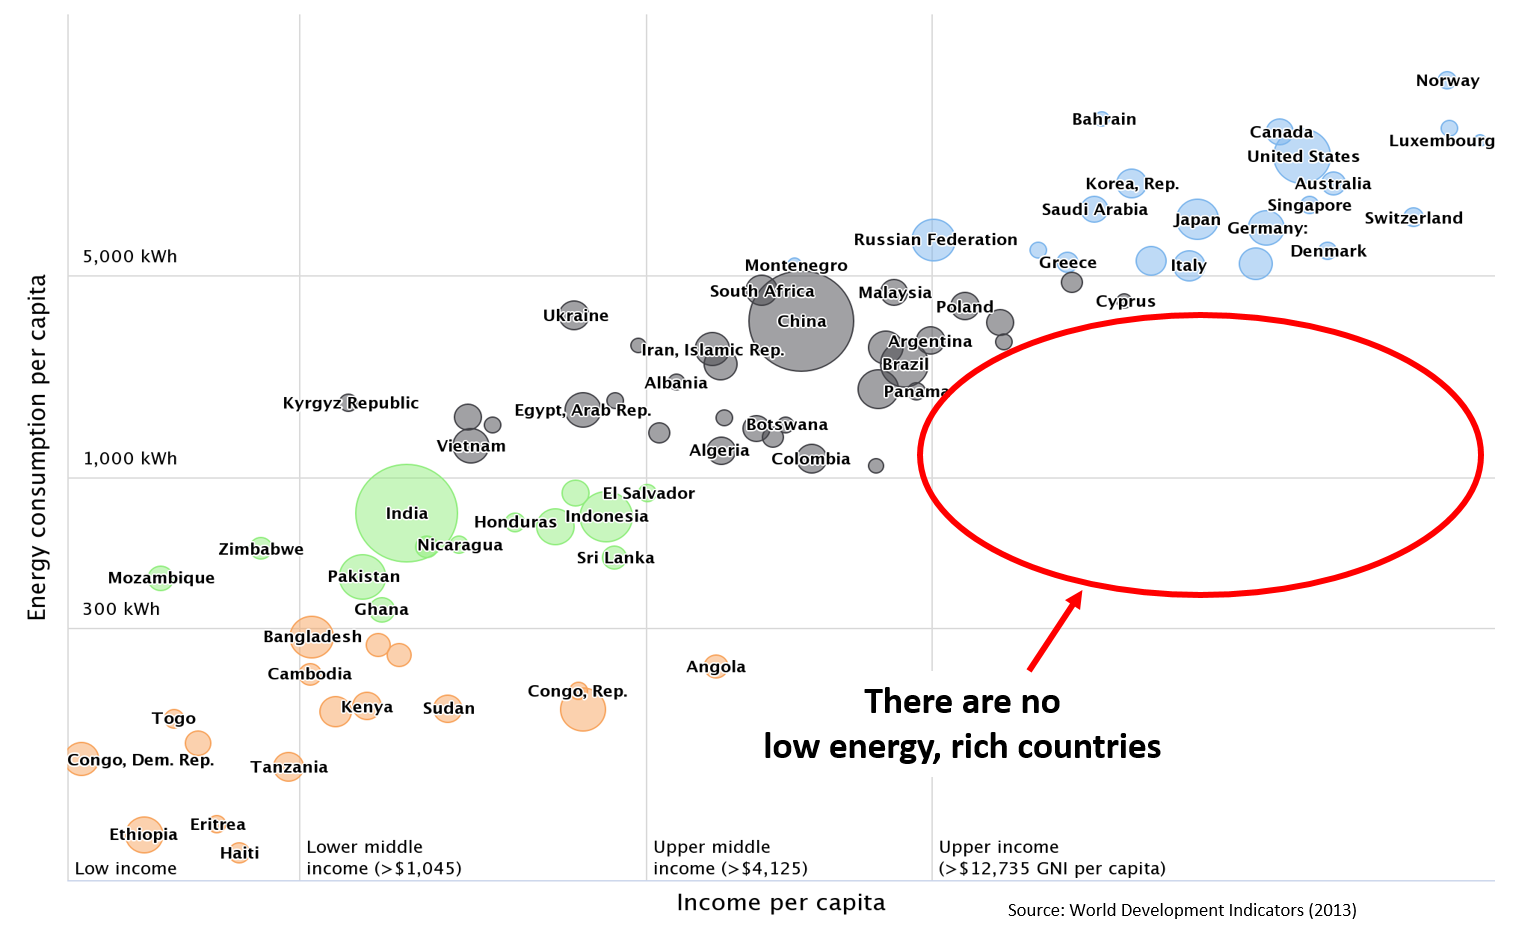 Norway
Bahrain
Canada
Luxembourg
United States
Korea, Rep.
Australia
Saudi Arabia
Singapore
Japan
Switzerland
Germany:
Russian Federation
Denmark
5,000 kWh
Montenegro
Greece
Italy
South Africa
Malaysia
Cyprus
Poland
Ukraine
China
Argentina
Iran, Islamic Rep.
Brazil
Albania
Panama
Kyrgyz Republic
Egypt, Arab Rep.
Botswana
Vietnam
Algeria
1,000 kWh
Colombia
El Salvador
India
Honduras
Indonesia
Zimbabwe
Nicaragua
Sri Lanka
Mozambique
Pakistan
300 kWh
Ghana
Bangladesh
Cambodia
Angola
Congo, Rep.
Kenya
Sudan
Togo
Congo, Dem. Rep.
Tanzania
Eritrea
Ethiopia
Haiti
There are no
low energy, rich countries
Low income
Lower middle
income (>$1,045)
Upper middle
income (>$4,125)
Upper income
(>$12,735 GNI per capita)
Energy consumption per capita
Income per capita
Source: World Development Indicators (2013)